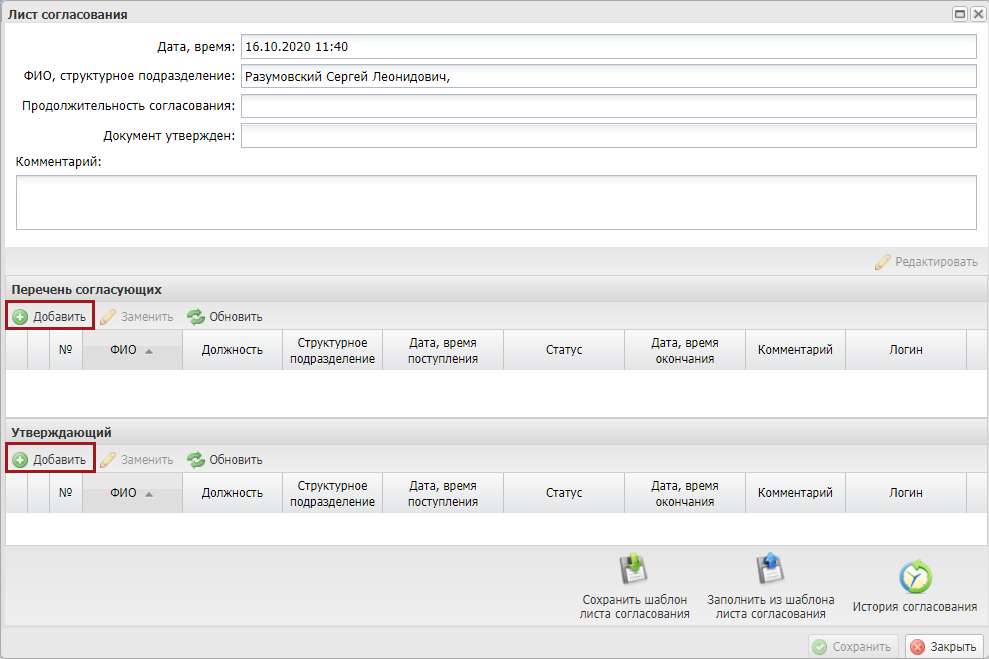 Лист согласования
Дата, время: 16.10.2020 11:40
ФИО, структурное подразделение: Разумовский Сергей Леонидович,
Продолжительность согласования:
Документ утвержден:
Комментарий:
Редактировать
Перечень согласующих
Добавить Заменить Обновить
№ ФИО Должность Структурное подразделение Дата, время поступления Статус Дата, время окончания Комментарий Логин
Утверждающий
Добавить Заменить Обновить
№ ФИО Должность Структурное подразделение Дата, время поступления Статус Дата, время окончания Комментарий Логин
Сохранить шаблон листа согласования
Заполнить из шаблона листа согласования
История согласования
Сохранить Закрыть